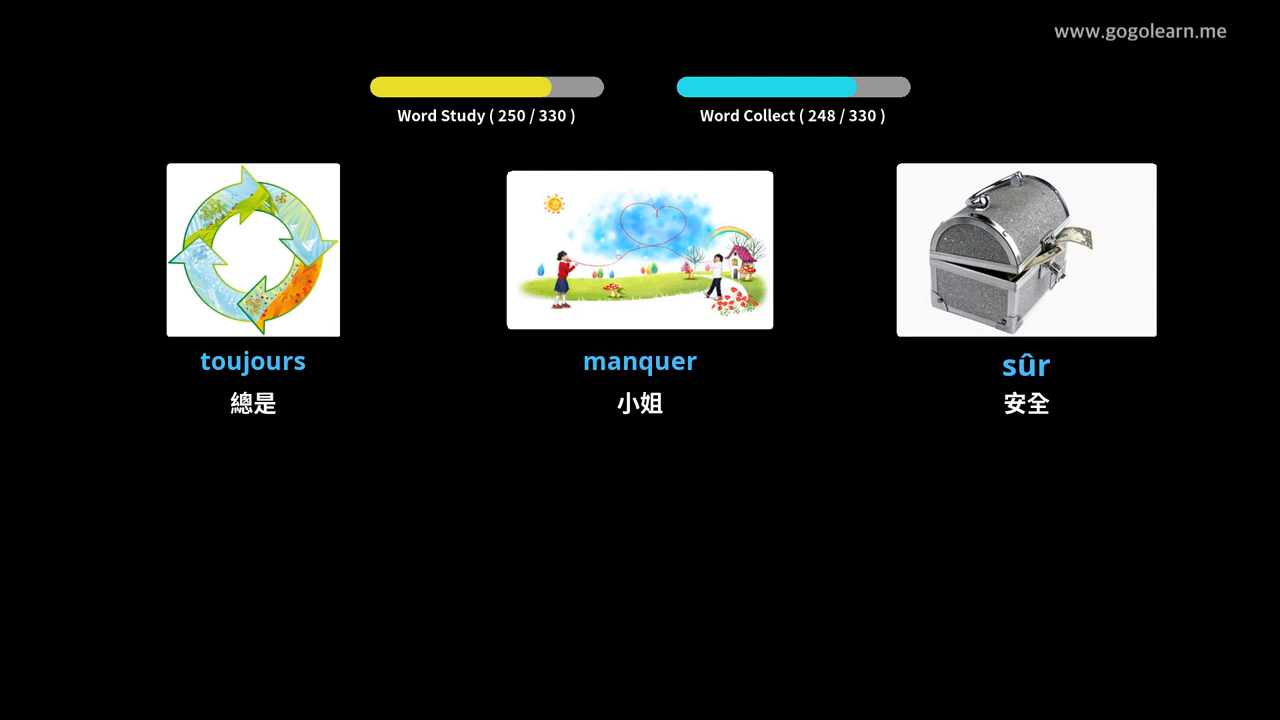 www.gogolearn.me
Word Study ( 250 / 330 )
Word Collect ( 248 / 330 )
toujours
manquer
sûr
總是
小姐
安全